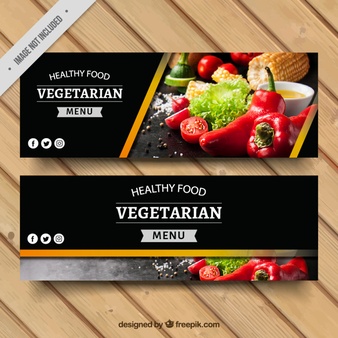 IMAGE NOT INCLUDED
HEALTHY FOOD
VEGETARIAN
MENU
HEALTHY FOOD
VEGETARIAN
MENU
designed by freepik.com